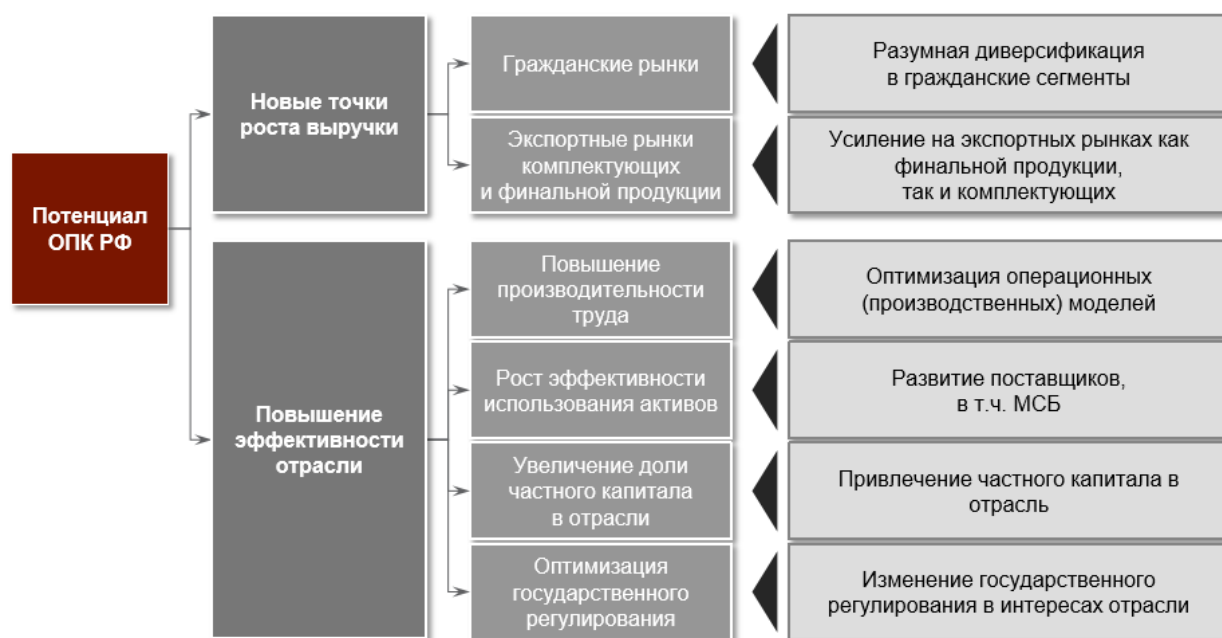 Потенциал
ОПК РФ
Новые точки
роста выручки
Гражданские рынки
Разумная диверсификация
в гражданские сегменты
Экспортные рынки
комплектующих
и финальной продукции
Усиление на экспортных рынках как
финальной продукции,
так и комплектующих
Повышение
эффективности
отрасли
Повышение
производительности
труда
Оптимизация операционных
(производственных) моделей
Рост эффективности
использования активов
Развитие поставщиков,
в т.ч. МСБ
Увеличение доли
частного капитала
в отрасли
Привлечение частного капитала в
отрасль
Оптимизация
государственного
регулирования
Изменение государственного
регулирования в интересах отрасли